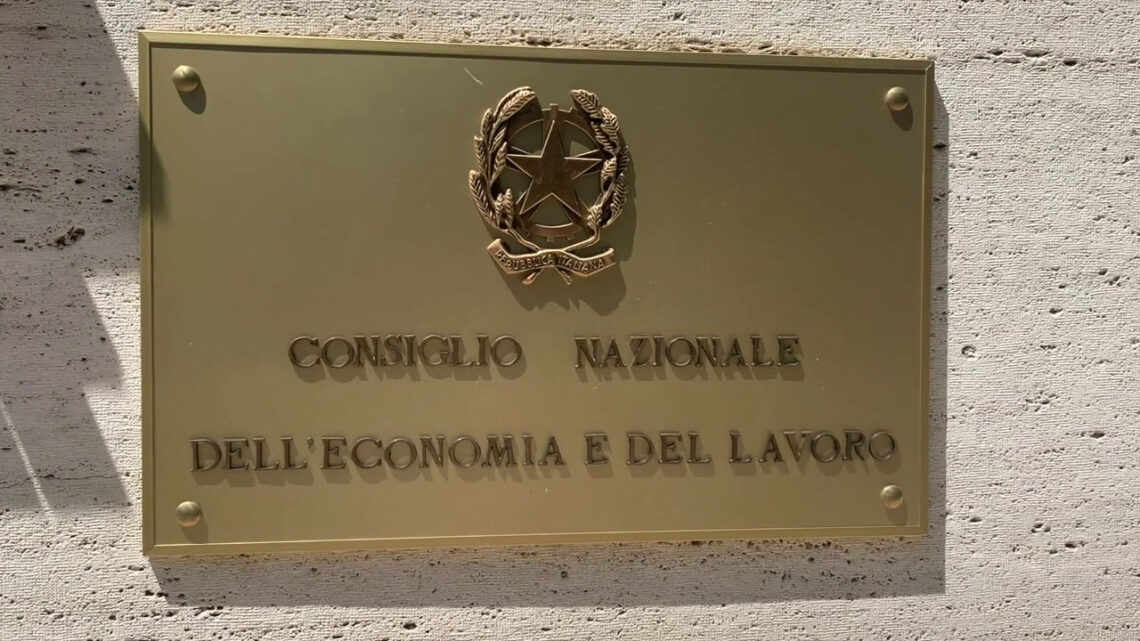 REPUBBLICA ITALIANA
CONSIGLIO NAZIONALE
DELL'ECONOMIA E DEL LAVORO